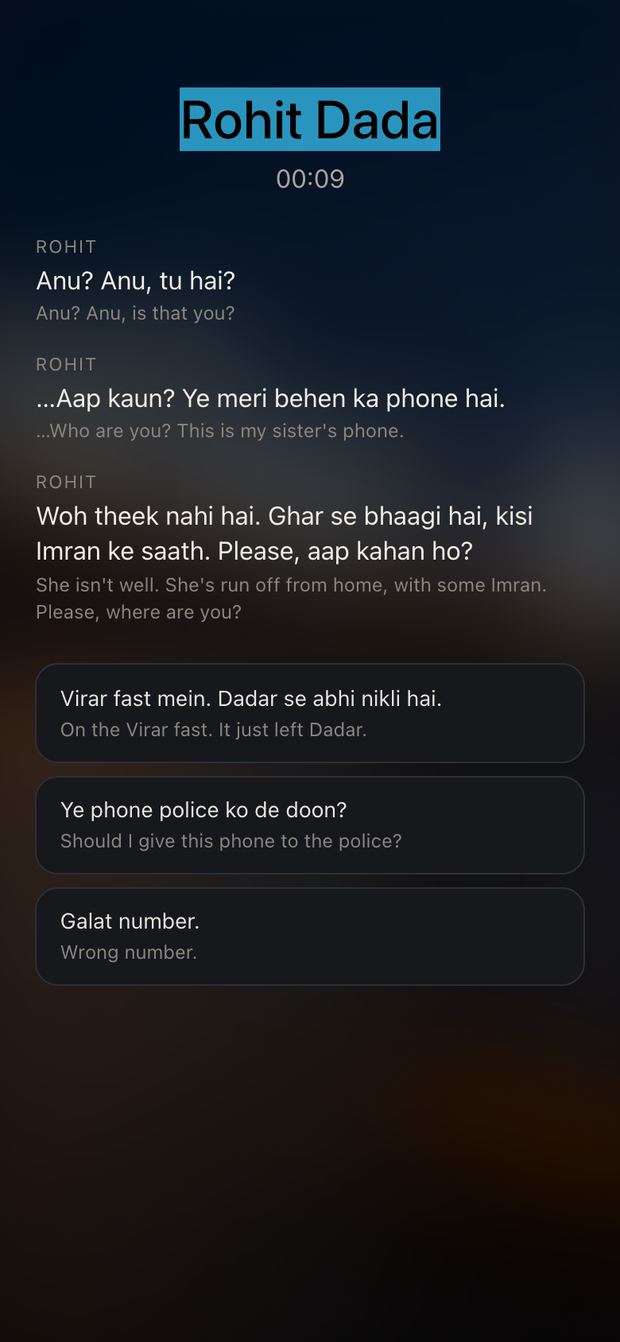 Rohit Dada
00:09
ROHIT
Anu? Anu, tu hai?
Anu? Anu, is that you?
ROHIT
...Aap kaun? Ye meri behen ka phone hai.
...Who are you? This is my sister's phone.
ROHIT
Woh theek nahi hai. Ghar se bhaagi hai, kisi
Imran ke saath. Please, aap kahan ho?
She isn't well. She's run off from home, with some Imran.
Please, where are you?
Virar fast mein. Dadar se abhi nikli hai.
On the Virar fast. It just left Dadar.
Ye phone police ko de doon?
Should I give this phone to the police?
Galat number.
Wrong number.